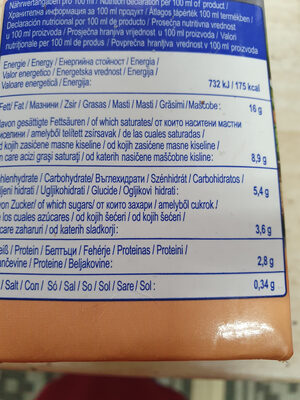 Nährwertangaben pro 100 ml / Nutrition declaration per 100 ml of product /
Хранителна информация за 100 ml продукт / Átlagos tápérték 100 ml termékben /
Declaración nutricional por 100 ml de producto / Prosečna nutritivna
u 100 ml proizvoda / Prosječna hranjiva vrijednost u 100 ml proizvoda / Valori
nutriționale per 100 ml de produs / Povprečna hranljiva vrednost v 100 ml proizvoda
Energie / Energy / Енергийна стойност / Energia /
Valor energetico / Energetska vrednost / Energija /
Valoare energetică / Energija: 732 kJ / 175 kcal
Fett / Fat / Мазнини / Zsír / Grasas / Masti / Masti / Grăsimi / Maščobe: 16 g
davon gesättigte Fettsäuren / of which saturates / от които наситени мастни
киселини / amelyből telített zsírsavak / de las cuales saturadas /
od kojih zasićene masne kiseline / od kojih zasićene masne kiseline /
din care acizi grași saturați / od katerih nasičene maščobne kisline: 8,9 g
Kohlenhydrate / Carbohydrate / Въглехидрати / Szénhidrát / Carbohidratos /
Ugljeni hidrati / Ugljikohidrati / Glucide / Ogljikovi hidrati: 5,4 g
davon Zucker / of which sugars / от които захари / amelyből cukrok /
de los cuales azúcares / od kojih šećeri / od kojih šećeri /
din care zaharuri / od katerih sladkorji: 3,6 g
Eiweiß / Protein / Белтъци / Fehérje / Proteinas / Proteini /
Bjelančevine / Proteine / Beljakovine: 2,8 g
/ Salt / Сол / Só / Sal / So / Sol / Sare / Sol: 0,34 g